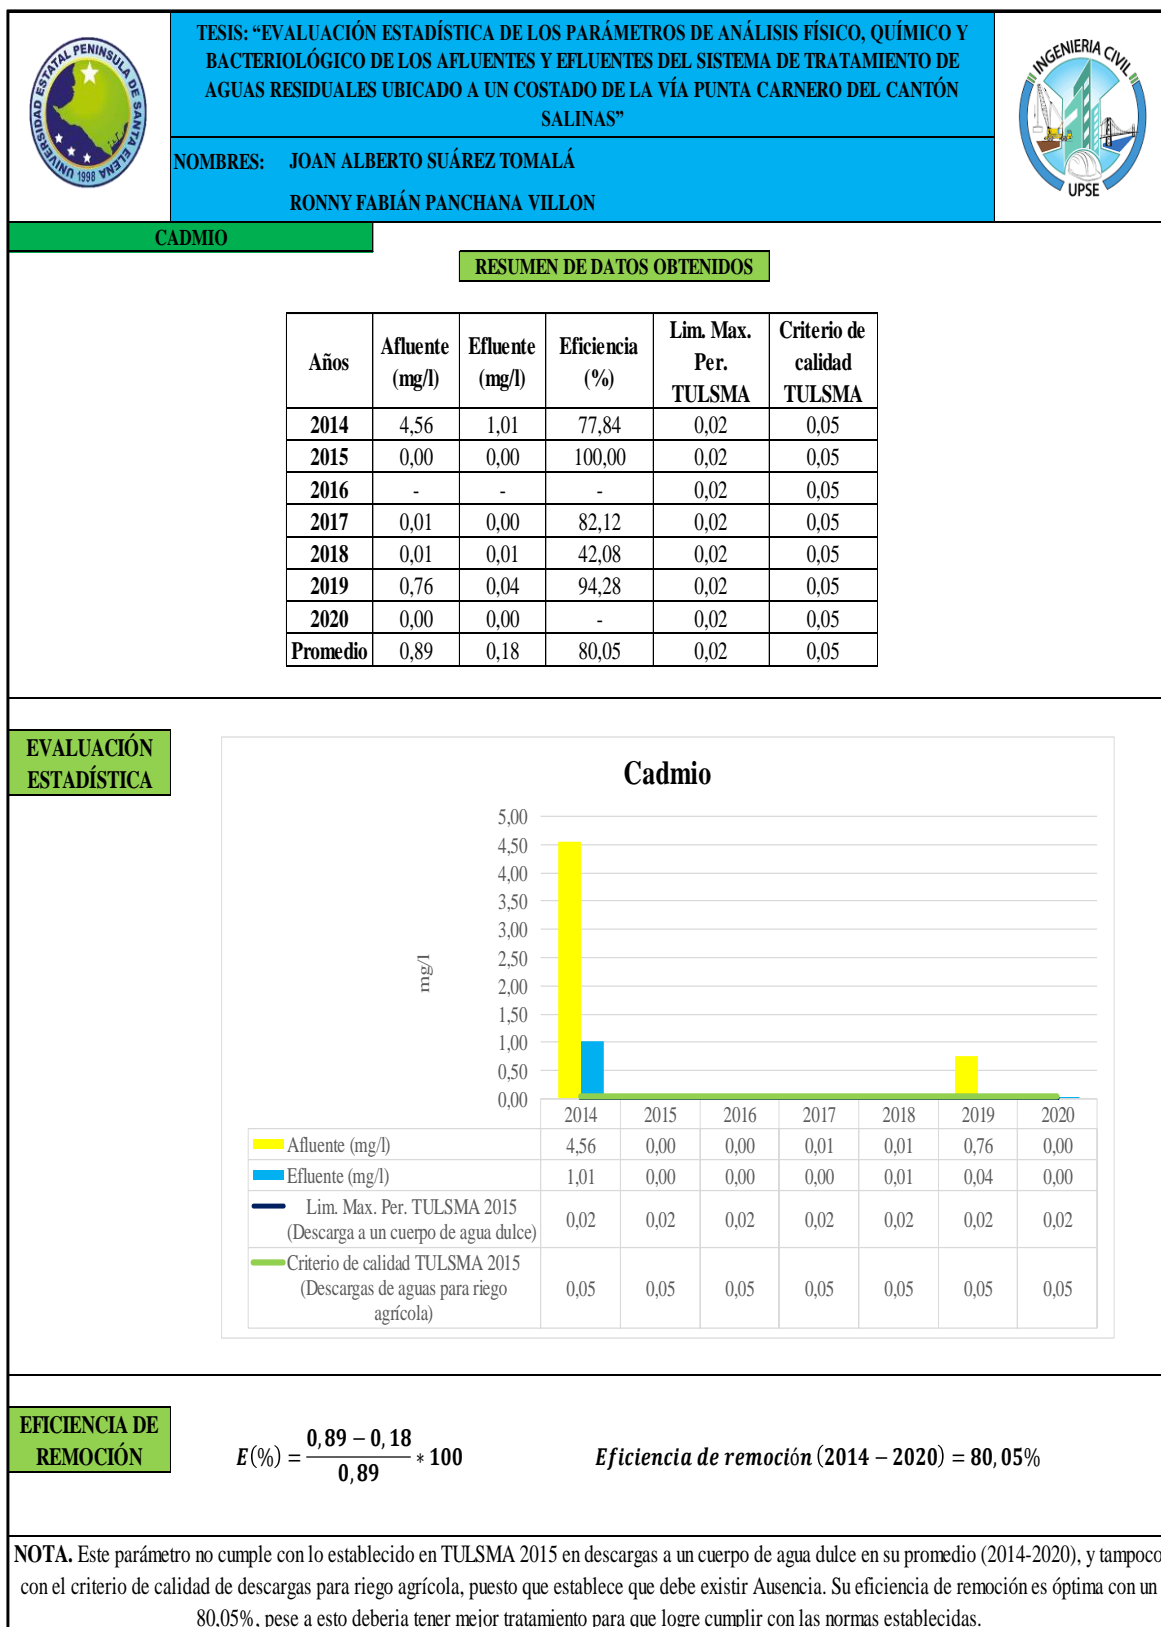 TESIS: “EVALUACIÓN ESTADÍSTICA DE LOS PARÁMETROS DE ANÁLISIS FÍSICO, QUÍMICO Y
BACTERIOLÓGICO DE LOS AFLUENTES Y EFLUENTES DEL SISTEMA DE TRATAMIENTO DE
AGUAS RESIDUALES UBICADO A UN COSTADO DE LA VÍA PUNTA CARNERO DEL CANTÓN
SALINAS”
UNIVERSIDAD ESTATAL PENINSULA DE SANTA ELENA
UNIVERSIDAD 1998
INGENIERIA CIVIL
UPSE
NOMBRES: JOAN ALBERTO SUÁREZ TOMALÁ
RONNY FABIÁN PANCHANA VILLON
CADMIO
RESUMEN DE DATOS OBTENIDOS
Años Afluente (mg/l) Efluente (mg/l) Eficiencia (%) Lim. Max. Per. TULSMA Criterio de calidad TULSMA
2014 4,56 1,01 77,84 0,02 0,05
2015 0,00 0,00 100,00 0,02 0,05
2016 - - - 0,02 0,05
2017 0,01 0,00 82,12 0,02 0,05
2018 0,01 0,01 42,08 0,02 0,05
2019 0,76 0,04 94,28 0,02 0,05
2020 0,00 0,00 - 0,02 0,05
Promedio 0,89 0,18 80,05 0,02 0,05
EVALUACIÓN
ESTADÍSTICA
Cadmio
mg/l
5,00
4,50
4,00
3,50
3,00
2,50
2,00
1,50
1,00
0,50
0,00
2014 2015 2016 2017 2018 2019 2020
Afluente (mg/l) 4,56 0,00 0,00 0,01 0,01 0,76 0,00
Efluente (mg/l) 1,01 0,00 0,00 0,00 0,01 0,04 0,00
Lim. Max. Per. TULSMA 2015
(Descarga a un cuerpo de agua dulce) 0,02 0,02 0,02 0,02 0,02 0,02 0,02
Criterio de calidad TULSMA 2015
(Descargas de aguas para riego
agrícola) 0,05 0,05 0,05 0,05 0,05 0,05 0,05
EFICIENCIA DE
REMOCIÓN
E(%) = (0,89 − 0,18) / 0,89 * 100
Eficiencia de remoción (2014 − 2020) = 80,05%
NOTA. Este parámetro no cumple con lo establecido en TULSMA 2015 en descargas a un cuerpo de agua dulce en su promedio (2014-2020), y tampoco
con el criterio de calidad de descargas para riego agrícola, puesto que establece que debe existir Ausencia. Su eficiencia de remoción es óptima con un
80,05%, pese a esto deberia tener mejor tratamiento para que logre cumplir con las normas establecidas.